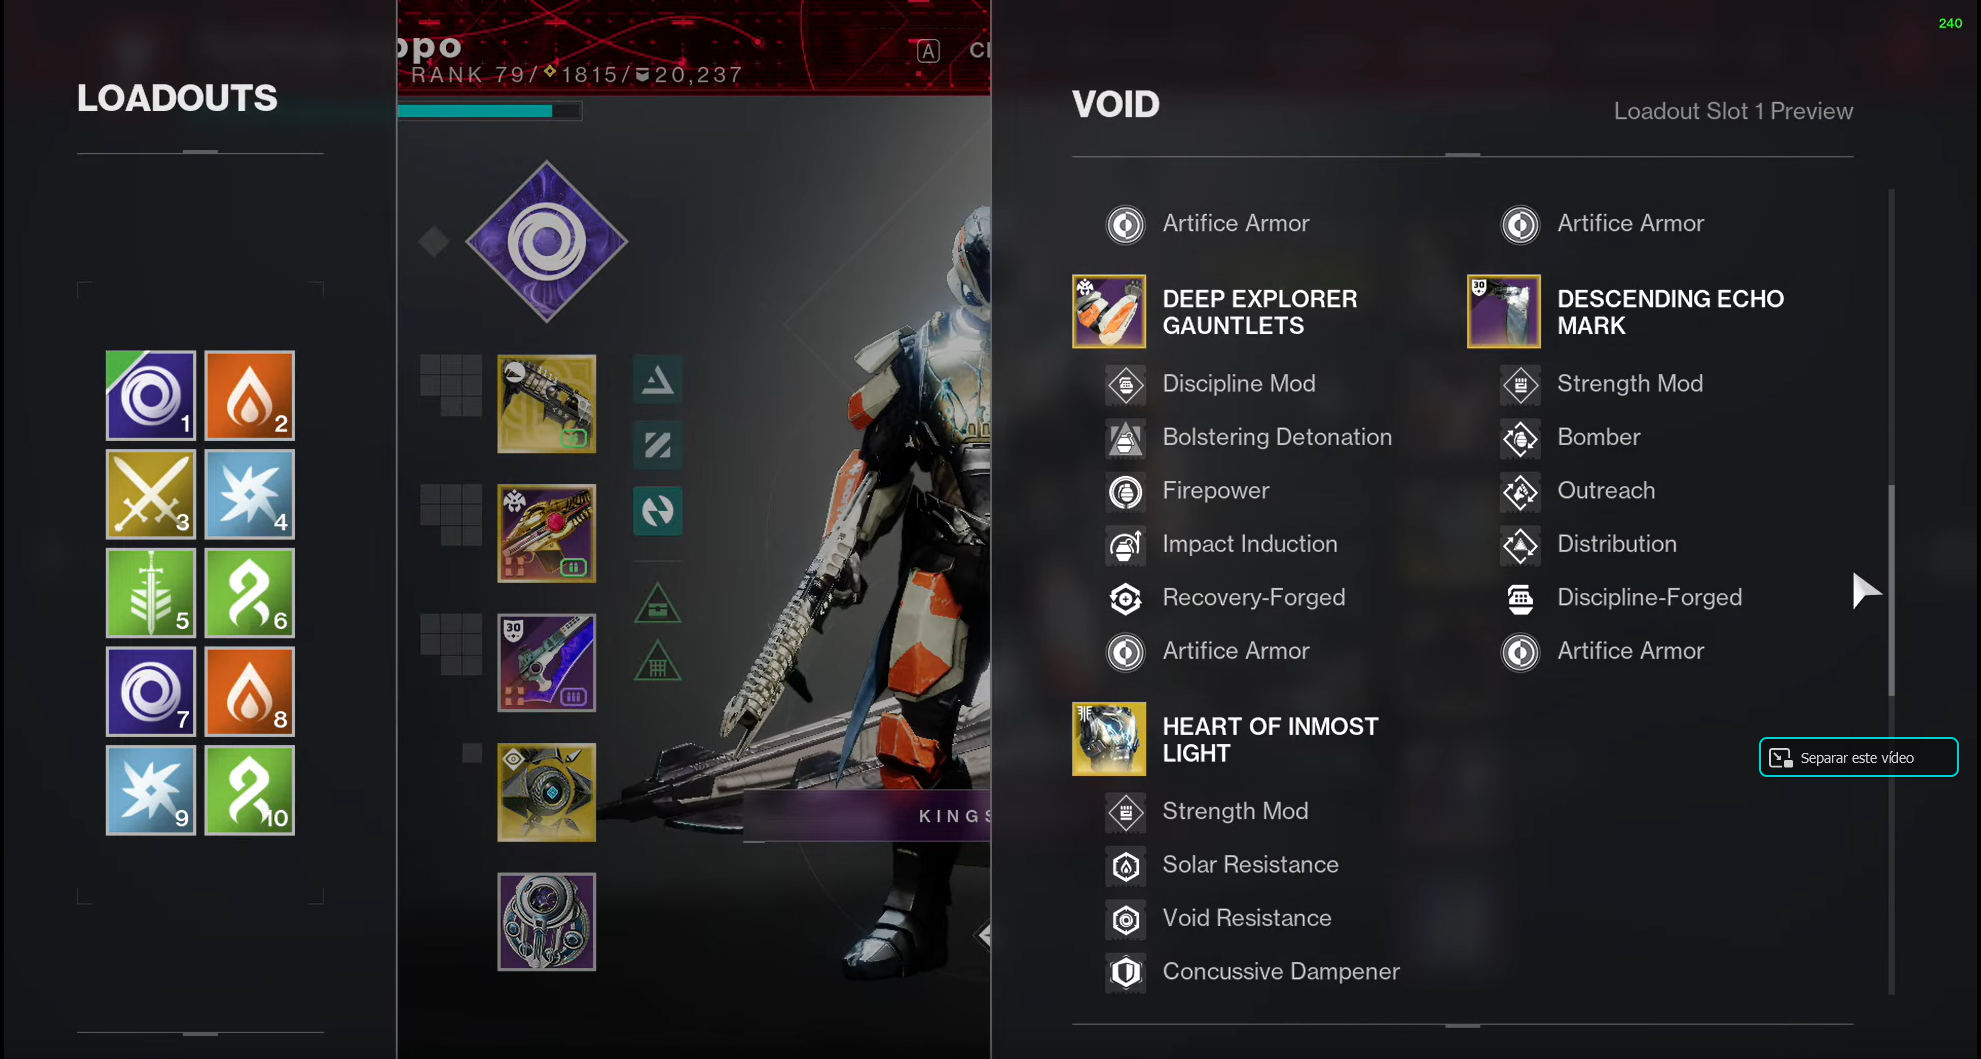 240
LOADOUTS
ppo
RANK 79/1815/20,237
A
VOID
Loadout Slot 1 Preview
1
2
3
4
5
6
7
8
9
10
30
KINGS
Artifice Armor
DEEP EXPLORER
GAUNTLETS
Discipline Mod
Bolstering Detonation
Firepower
Impact Induction
Recovery-Forged
Artifice Armor
HEART OF INMOST
LIGHT
Strength Mod
Solar Resistance
Void Resistance
Concussive Dampener
Artifice Armor
30
DESCENDING ECHO
MARK
Strength Mod
Bomber
Outreach
Distribution
Discipline-Forged
Artifice Armor
Separar este vídeo